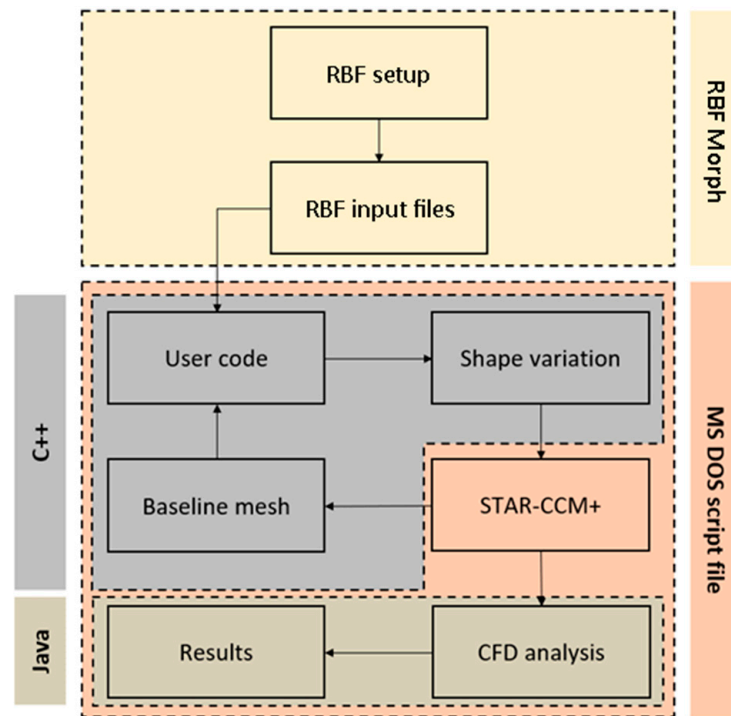 RBF setup
RBF input files
RBF Morph
User code
Shape variation
Baseline mesh
STAR-CCM+
C++
MS DOS script file
Results
CFD analysis
Java